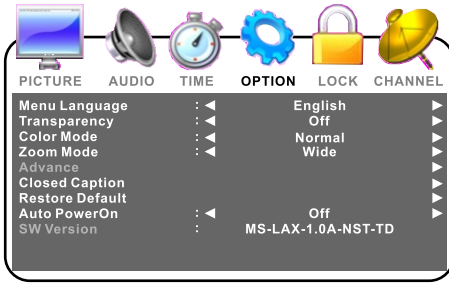 PICTURE AUDIO TIME OPTION LOCK CHANNEL
Menu Language : English
Transparency : Off
Color Mode : Normal
Zoom Mode : Wide
Advance
Closed Caption
Restore Default
Auto PowerOn : Off
SW Version : MS-LAX-1.0A-NST-TD